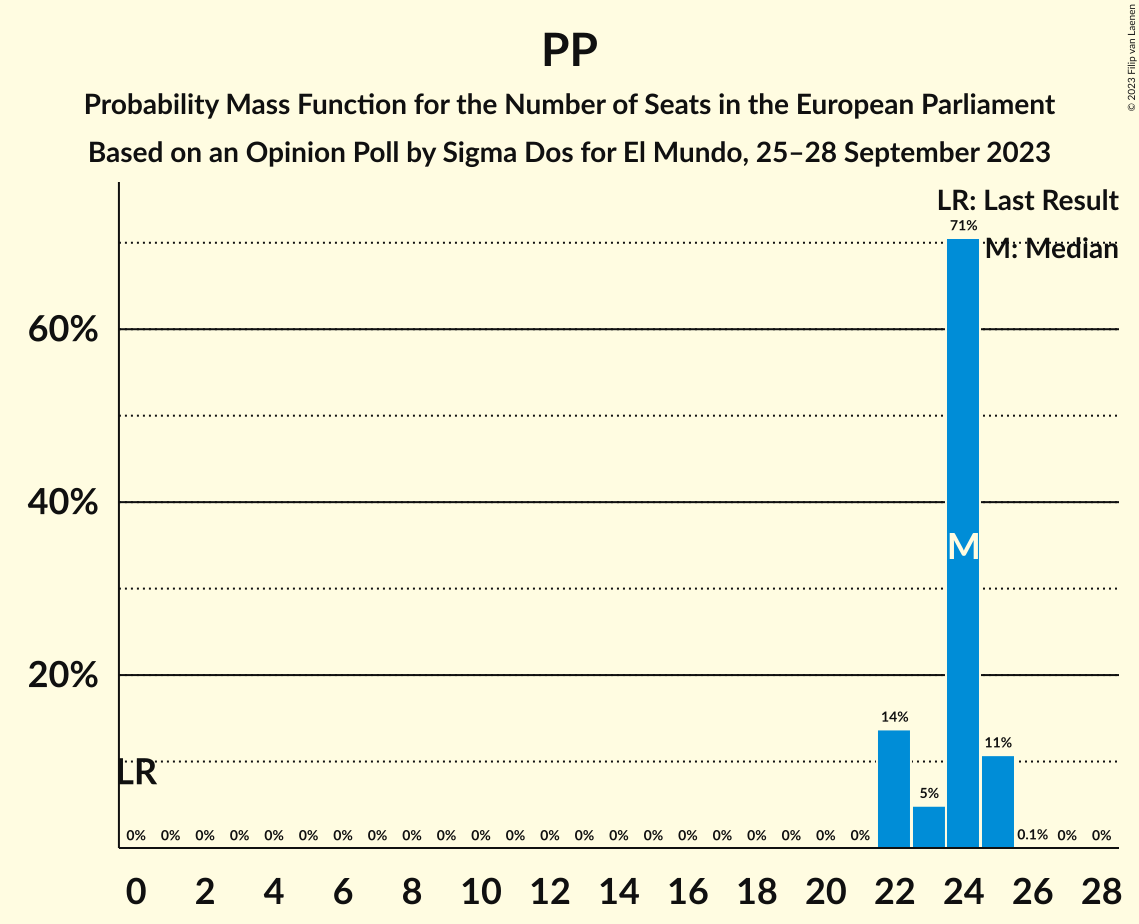 © 2023 Filip van Laenen
PP
Probability Mass Function for the Number of Seats in the European Parliament
Based on an Opinion Poll by Sigma Dos for El Mundo, 25–28 September 2023
LR: Last Result
M: Median
71%
60%
40%
20%
M
LR
14%
5%
11%
0% 0% 0% 0% 0% 0% 0% 0% 0% 0% 0% 0% 0% 0% 0% 0% 0% 0% 0% 0% 0% 0% 0.1% 0% 0%
0 2 4 6 8 10 12 14 16 18 20 22 24 26 28